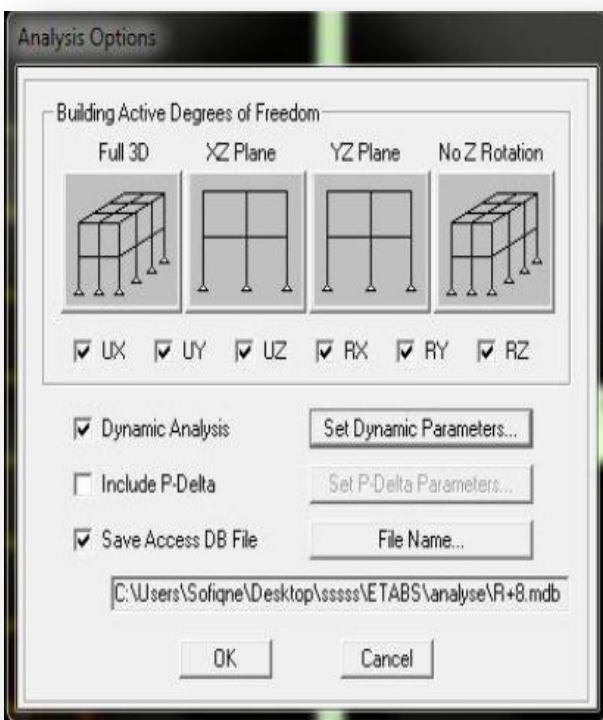 Analysis Options
Building Active Degrees of Freedom
Full 3D XZ Plane YZ Plane No Z Rotation
UX UY UZ RX RY RZ
Dynamic Analysis Set Dynamic Parameters...
Include P-Delta Set P-Delta Parameters...
Save Access DB File File Name...
C:\Users\Sofiqne\Desktop\sssss\ETABS\analyse\R+8.mdb
OK Cancel